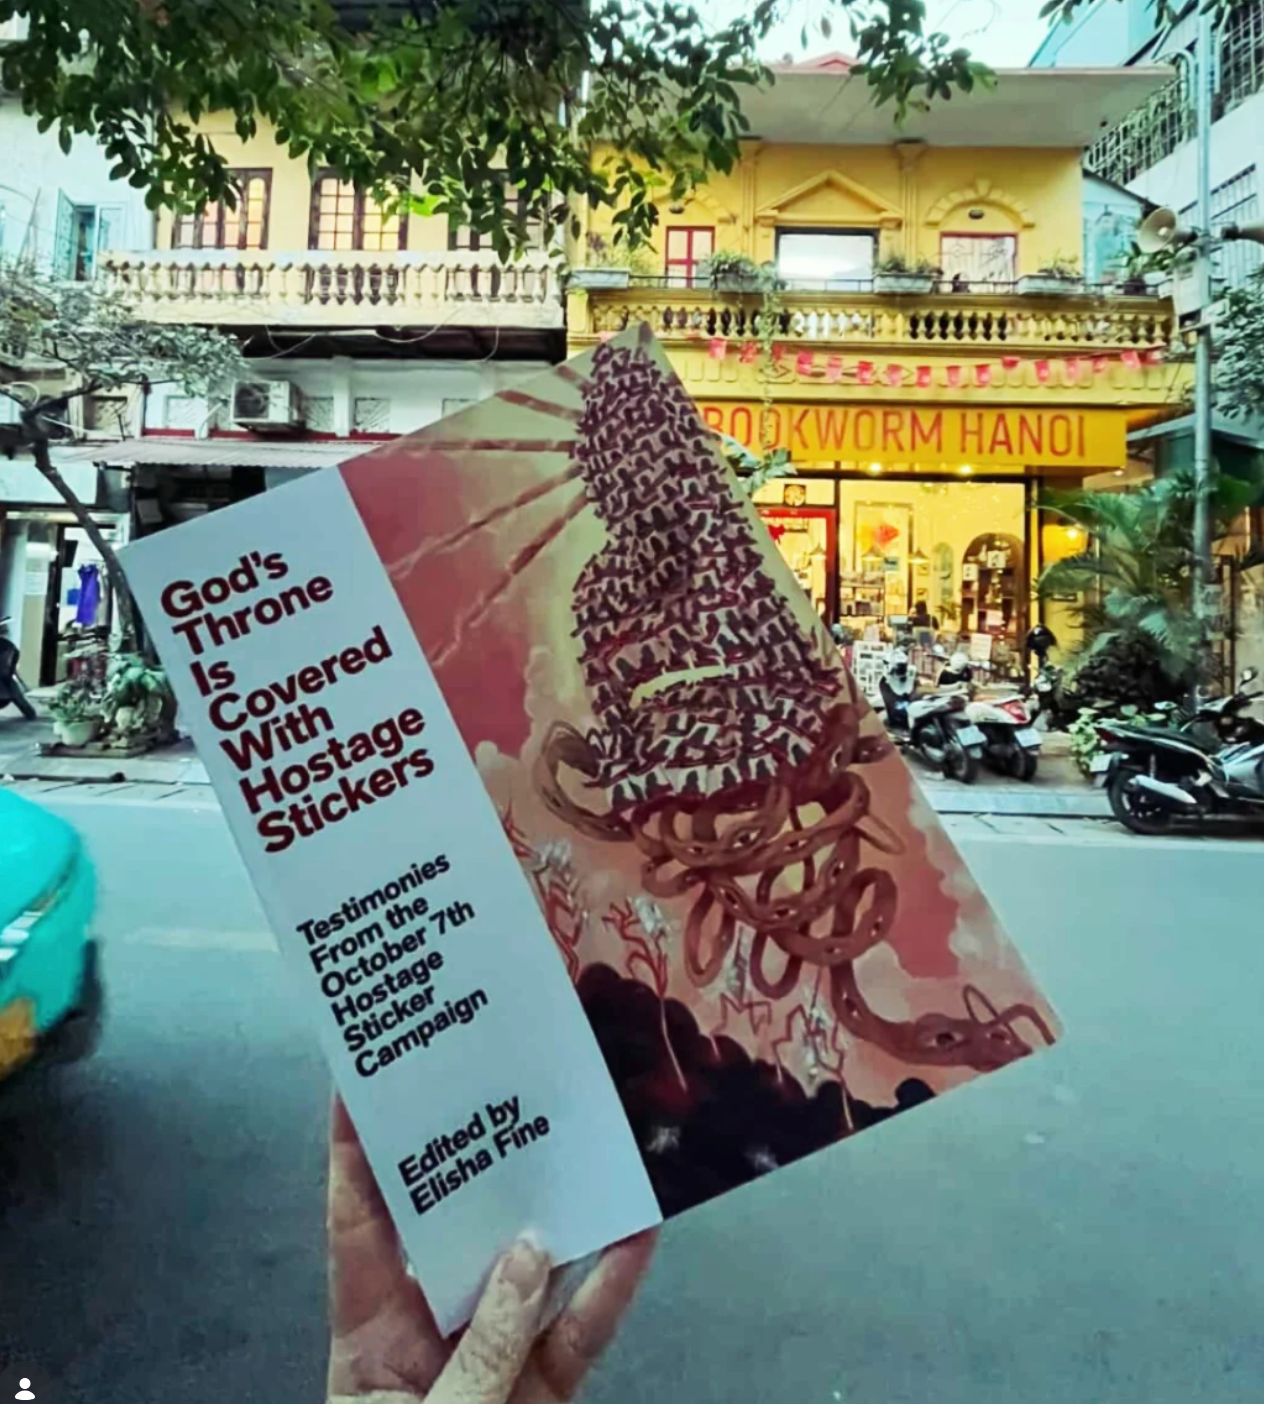 God's
Throne
Is
Covered
With
Hostage
Stickers
Testimonies
From the
October 7th
Hostage
Sticker
Campaign
Edited by
Elisha Fine
BOOKWORM HANOI